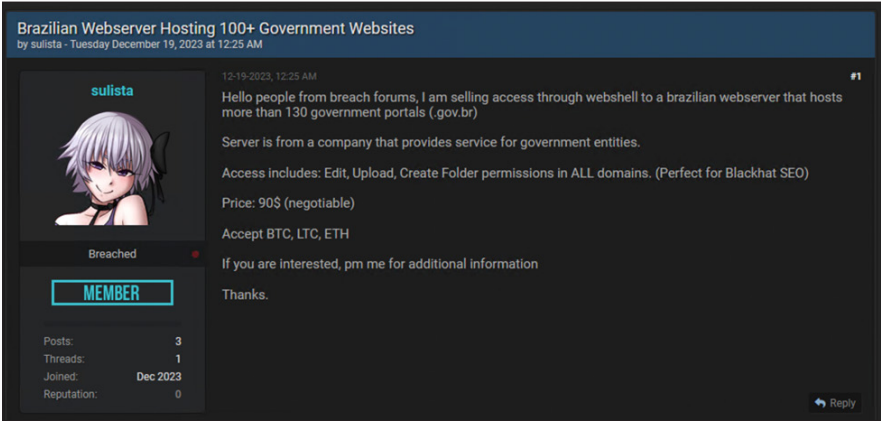 Brazilian Webserver Hosting 100+ Government Websites
by sulista - Tuesday December 19, 2023 at 12:25 AM
sulista
Breached
MEMBER
Posts: 3
Threads: 1
Joined: Dec 2023
Reputation: 0
12-19-2023, 12:25 AM #1
Hello people from breach forums, I am selling access through webshell to a brazilian webserver that hosts
more than 130 government portals (.gov.br)
Server is from a company that provides service for government entities.
Access includes: Edit, Upload, Create Folder permissions in ALL domains. (Perfect for Blackhat SEO)
Price: 90$ (negotiable)
Accept BTC, LTC, ETH
If you are interested, pm me for additional information
Thanks.
Reply